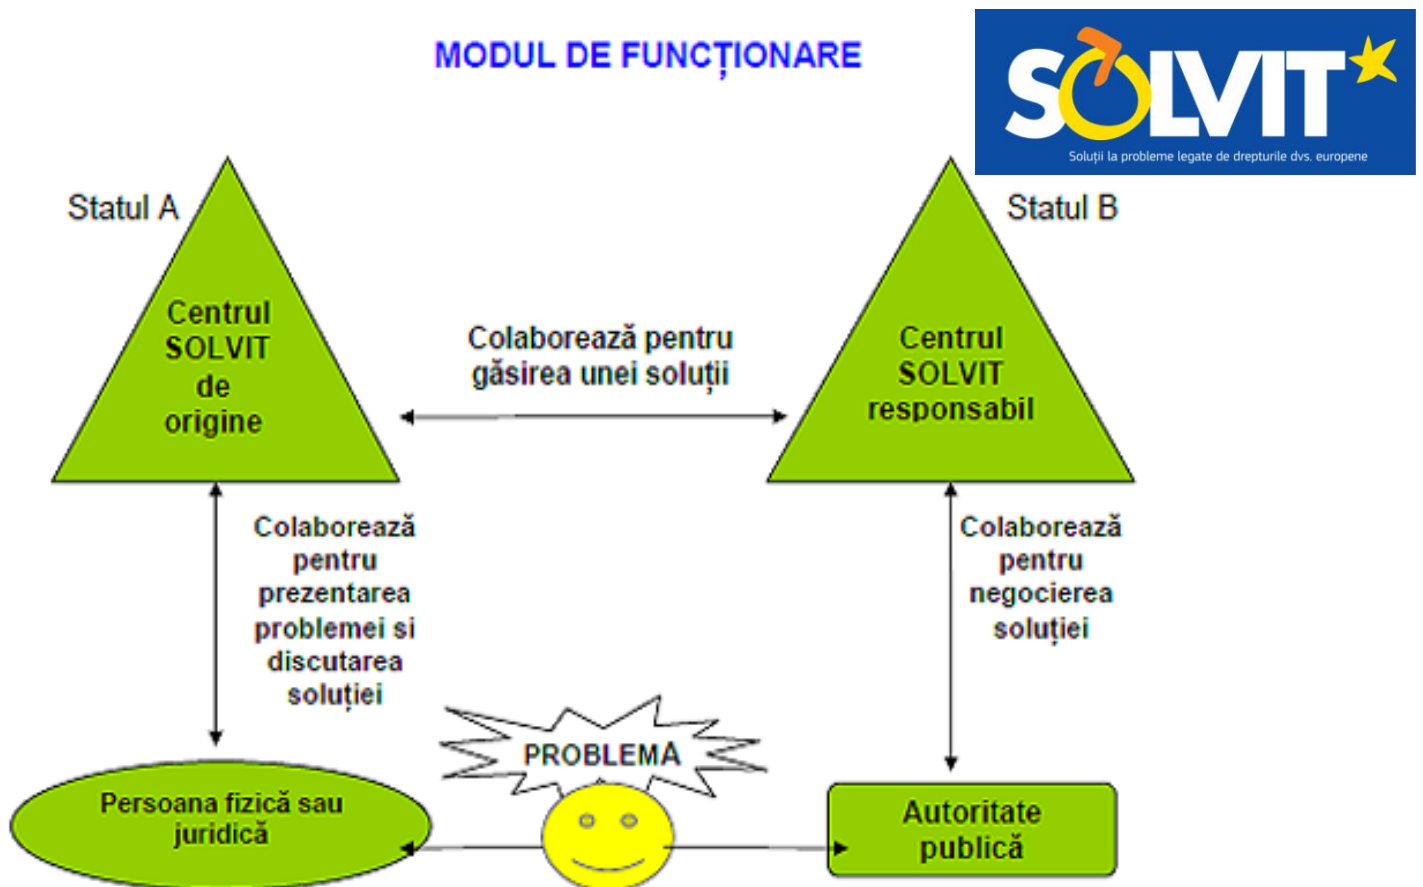 MODUL DE FUNCȚIONARE
SOLVIT
Soluții la probleme legate de drepturile dvs. europene
Statul A
Statul B
Centrul
SOLVIT
de
origine
Colaborează pentru
găsirea unei soluții
Centrul
SOLVIT
responsabil
Colaborează
pentru
prezentarea
problemei si
discutarea
soluției
Colaborează
pentru
negocierea
soluției
PROBLEMA
Persoana fizică sau
juridică
Autoritate
publică